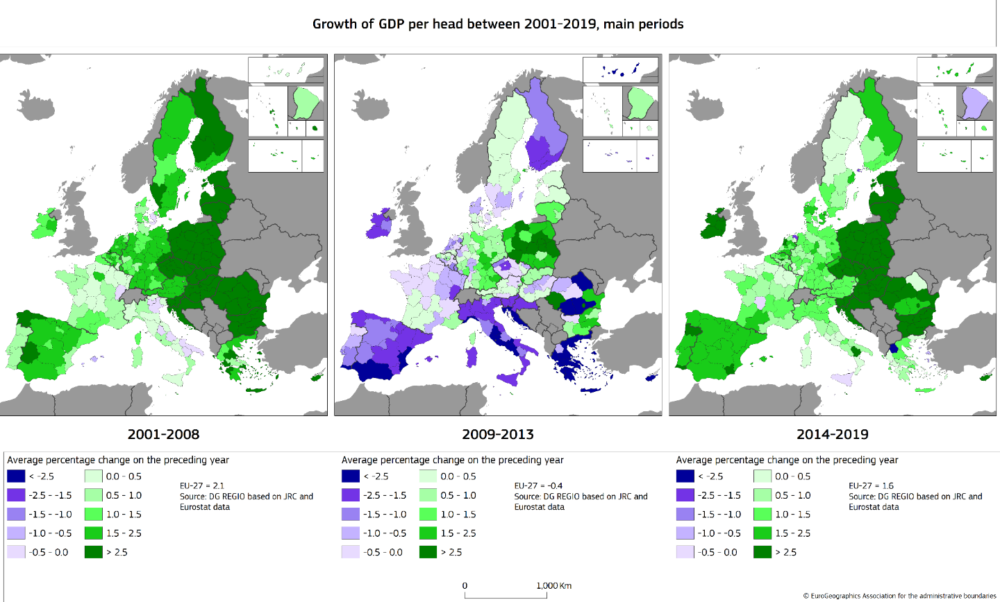 Growth of GDP per head between 2001-2019, main periods
2001-2008
2009-2013
2014-2019
Average percentage change on the preceding year
< -2.5
-2.5 - -1.5
-1.5 - -1.0
-1.0 - -0.5
-0.5 - 0.0
0.0 - 0.5
0.5 - 1.0
1.0 - 1.5
1.5 - 2.5
> 2.5
EU-27 = 2.1
Source: DG REGIO based on JRC and
Eurostat data
Average percentage change on the preceding year
< -2.5
-2.5 - -1.5
-1.5 - -1.0
-1.0 - -0.5
-0.5 - 0.0
0.0 - 0.5
0.5 - 1.0
1.0 - 1.5
1.5 - 2.5
> 2.5
EU-27 = -0.4
Source: DG REGIO based on JRC and
Eurostat data
Average percentage change on the preceding year
< -2.5
-2.5 - -1.5
-1.5 - -1.0
-1.0 - -0.5
-0.5 - 0.0
0.0 - 0.5
0.5 - 1.0
1.0 - 1.5
1.5 - 2.5
> 2.5
EU-27 = 1.6
Source: DG REGIO based on JRC and
Eurostat data
0 1,000 Km
© EuroGeographics Association for the administrative boundaries